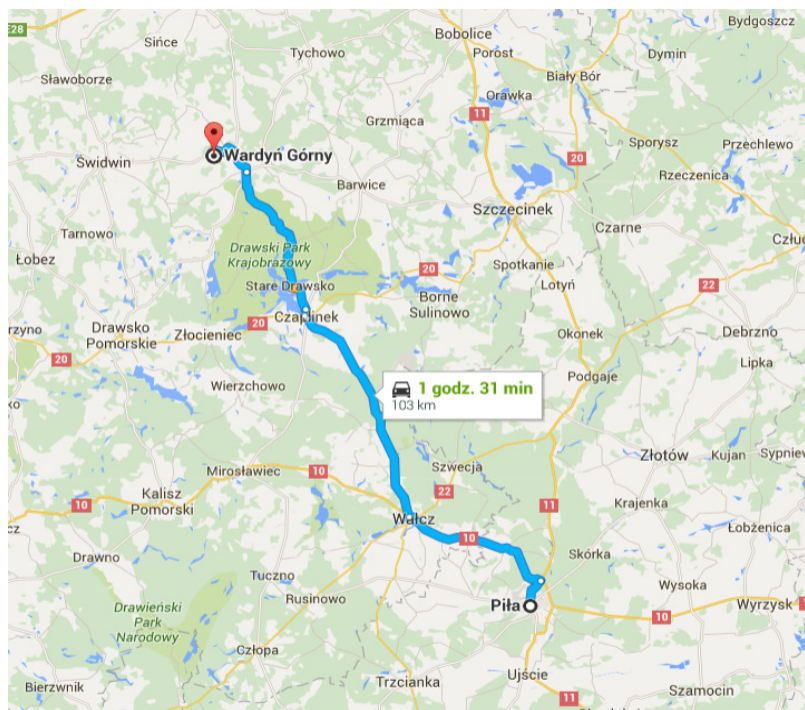 E28
Bydgoszcz
Sińce
Tychowo
Bobolice
Porost
Dymin
Sławoborze
Biały Bór
Orawka
11
Grzmiąca
Sporysz
Przechlewo
Świdwin
Wardyń Górny
20
Rzeczenica
Barwice
Szczecinek
Tarnowo
Czarne
Drawski Park
Krajobrazowy
Łobez
Spotkanie
20
Stare Drawsko
Lotyń
22
Borne
Sulinowo
Czaplinek
20
Drawsko
Pomorskie
Złocieniec
Okonek
Debrzno
20
Lipka
Podgaje
Wierzchowo
1 godz. 31 min
103 km
Złotów
Kujan
Mirosławiec
10
Szwecja
22
Kalisz
Pomorski
10
11
Krajenka
Wałcz
Łobżenica
10
Drawno
Skórka
Tuczno
Wysoka
Rusinowo
Piła
Drawieński
Park
Narodowy
10
Wyrzysk
10
Człopa
Ujście
Trzcianka
Bierzwnik
Szamocin
11